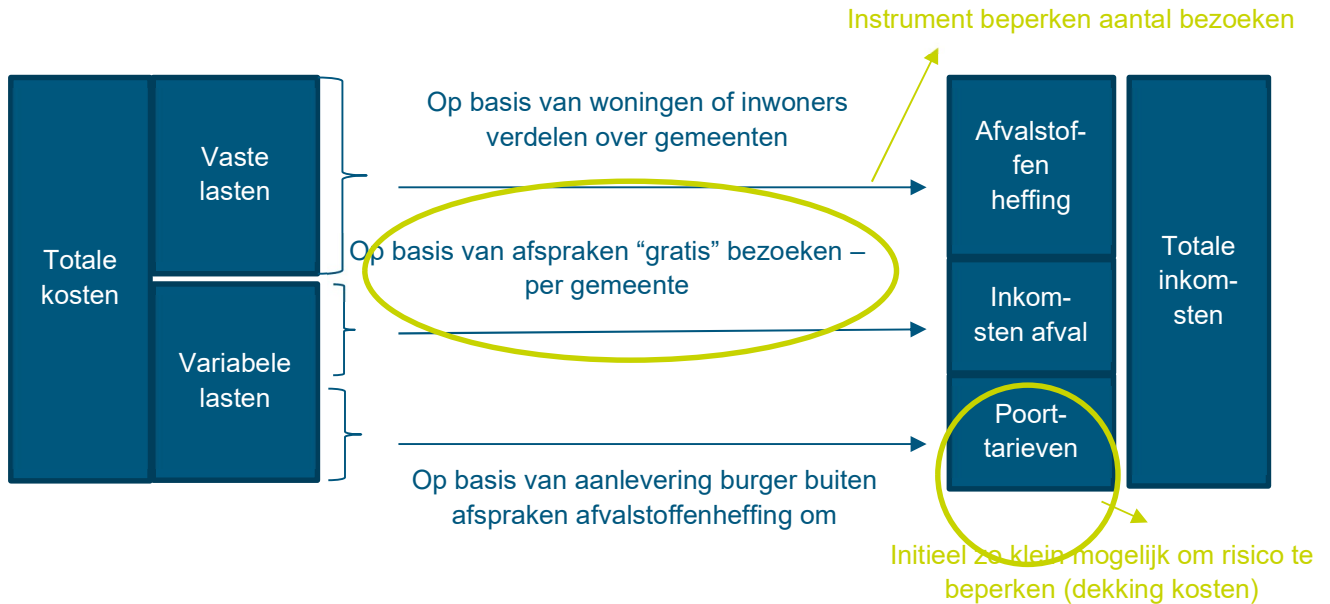 Instrument beperken aantal bezoeken
Totale
kosten
Vaste
lasten
Variabele
lasten
Op basis van woningen of inwoners
verdelen over gemeenten
Op basis van afspraken “gratis” bezoeken –
per gemeente
Op basis van aanlevering burger buiten
afspraken afvalstoffenheffing om
Afvalstof-
fen
heffing
Inkom-
sten afval
Poort-
tarieven
Totale
inkom-
sten
Initieel zo klein mogelijk om risico te
beperken (dekking kosten)